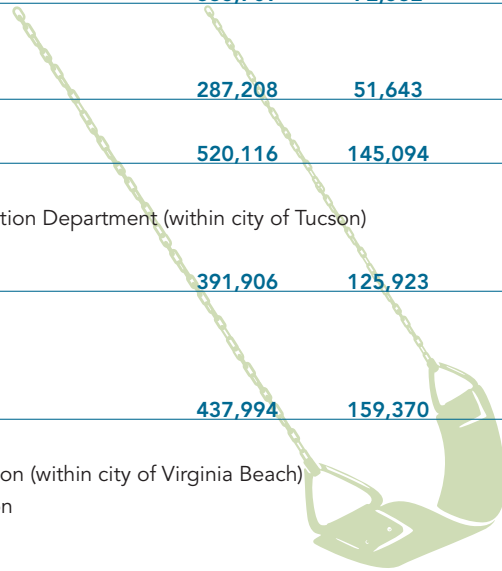 287,208 51,643
520,116 145,094
tion Department (within city of Tucson)
391,906 125,923
437,994 159,370
on (within city of Virginia Beach)
n